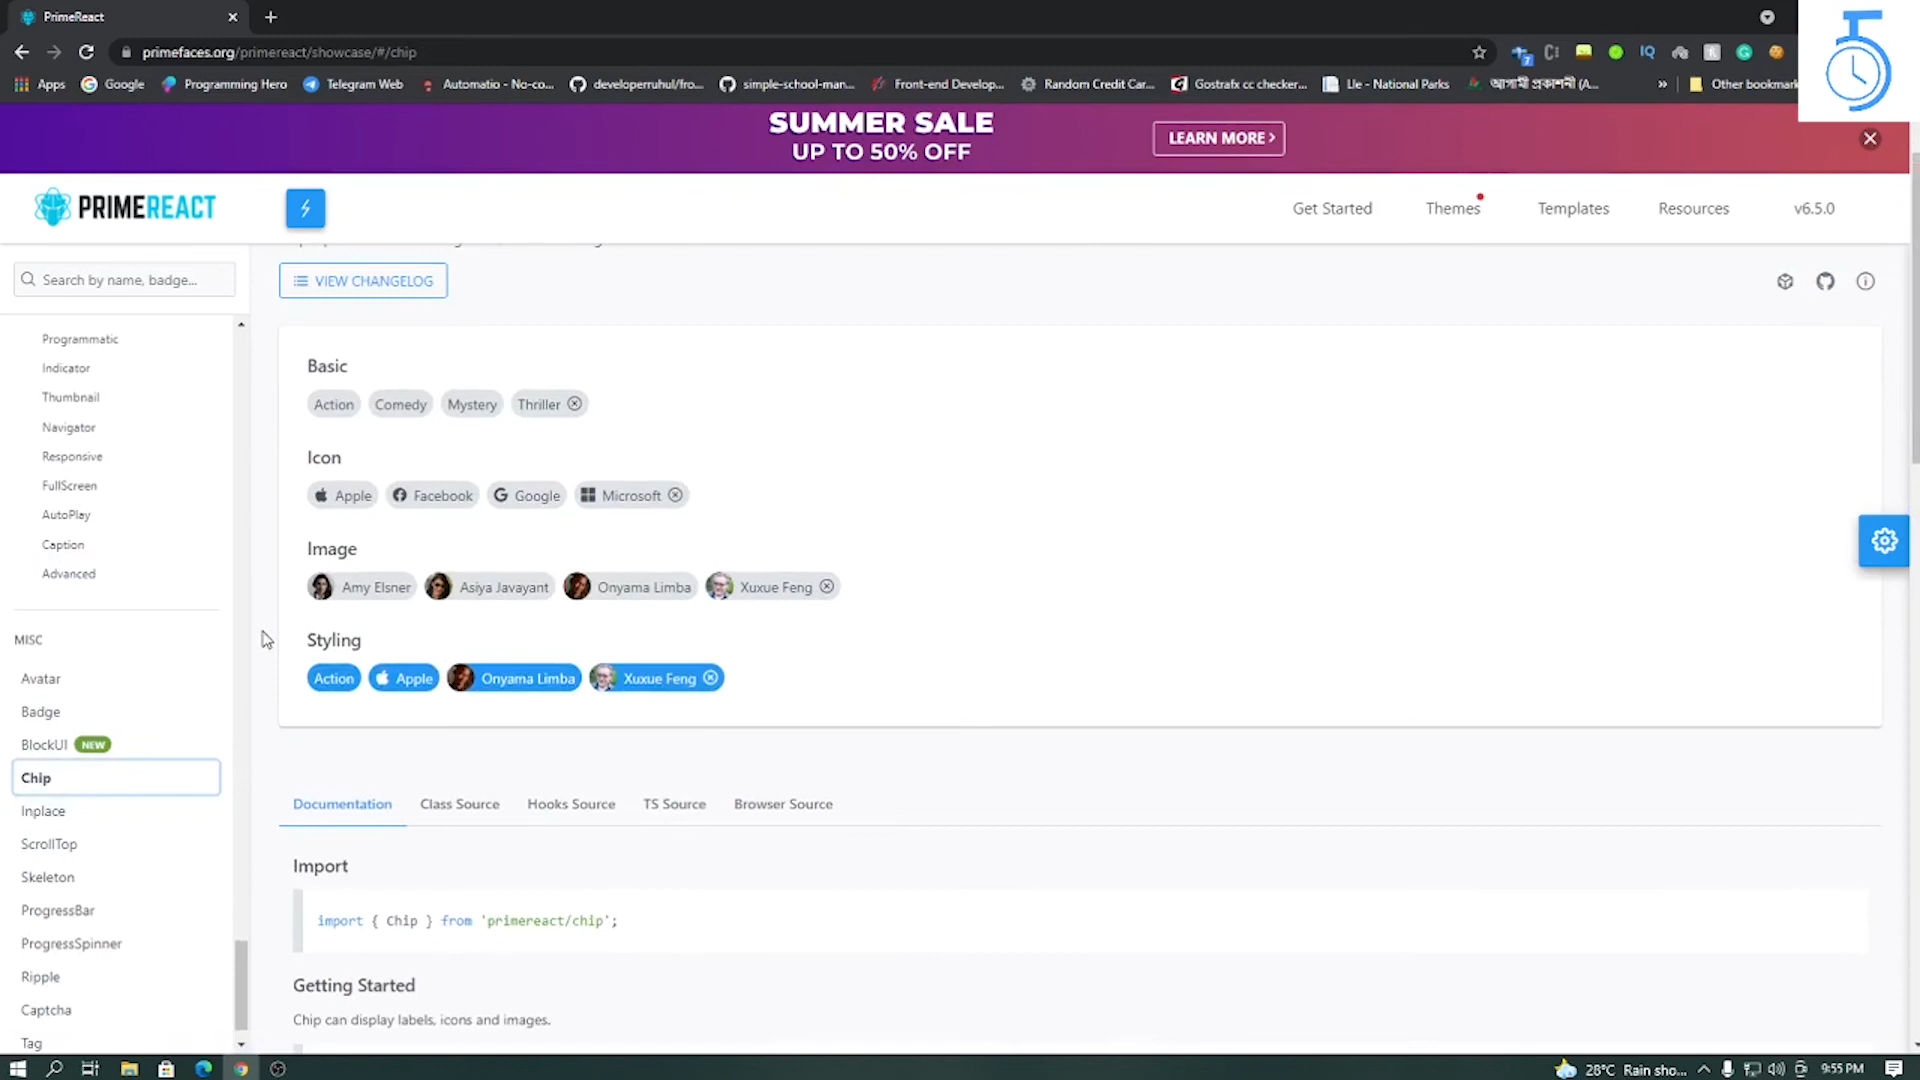 PrimeReact
primefaces.org/primereact/showcase/#/chip
Apps
Google
Programming Hero
Telegram Web
Automatio - No-co...
developerruhul/fro...
simple-school-man...
Front-end Develop...
Random Credit Car...
Gostrafx cc checker...
Lle - National Parks
আগামী প্রকাশনী (A...
»
Other bookmark
SUMMER SALE
UP TO 50% OFF
LEARN MORE >
PRIMEREACT
Get Started
Themes
Templates
Resources
v6.5.0
Search by name, badge...
VIEW CHANGELOG
Programmatic
Indicator
Thumbnail
Navigator
Responsive
FullScreen
AutoPlay
Caption
Advanced
MISC
Avatar
Badge
BlockUI NEW
Chip
Inplace
ScrollTop
Skeleton
ProgressBar
ProgressSpinner
Ripple
Captcha
Tag
Basic
Action Comedy Mystery Thriller
Icon
Apple Facebook Google Microsoft
Image
Amy Elsner Asiya Javayant Onyama Limba Xuxue Feng
Styling
Action Apple Onyama Limba Xuxue Feng
Documentation Class Source Hooks Source TS Source Browser Source
Import
import { Chip } from 'primereact/chip';
Getting Started
Chip can display labels, icons and images.
28°C Rain sho...
9:55 PM